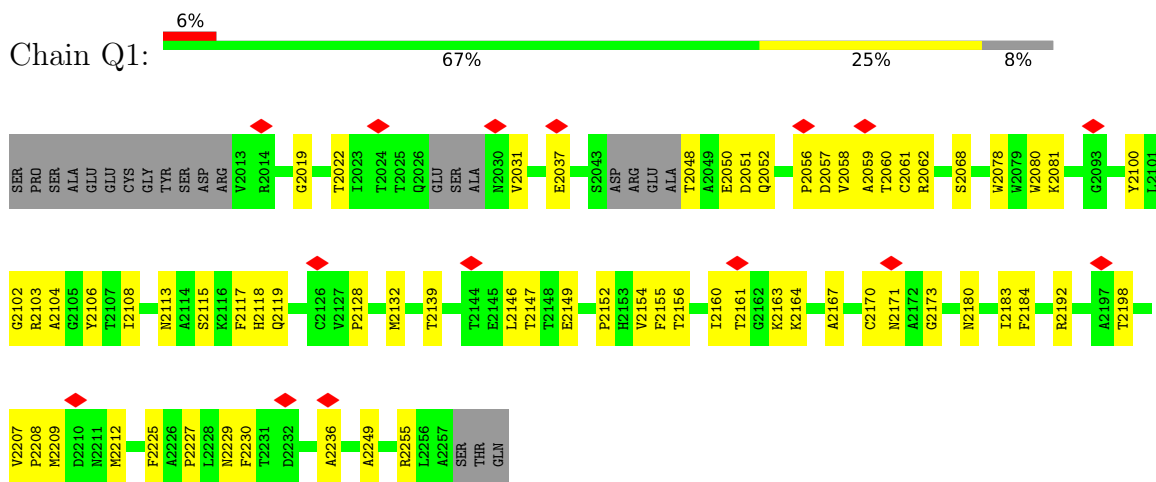 6%
Chain Q1:
67% 25% 8%
SER PRO SER ALA GLU GLU CYS GLY TYR SER ASP ARG V2013 R2014 G2019 T2022 I2023 T2024 T2025 Q2026 GLU SER ALA N2030 V2031 E2037 S2043 ASP ARG GLU ALA T2048 A2049 E2050 D2051 Q2052 P2056 D2057 V2058 A2059 T2060 C2061 R2062 S2068 W2078 W2079 W2080 K2081 G2093 Y2100 L2101
G2102 R2103 A2104 G2105 Y2106 T2107 I2108 N2113 A2114 S2115 K2116 F2117 H2118 Q2119 C2126 V2127 P2128 M2132 T2139 T2144 E2145 L2146 T2147 T2148 E2149 P2152 H2153 V2154 F2155 T2156 I2160 T2161 G2162 K2163 K2164 A2167 C2170 N2171 A2172 G2173 N2180 I2183 F2184 R2192 A2197 T2198
V2207 P2208 M2209 D2210 N2211 M2212 F2225 A2226 P2227 L2228 N2229 F2230 T2231 D2232 A2236 A2249 R2255 L2256 A2257 SER THR GLN